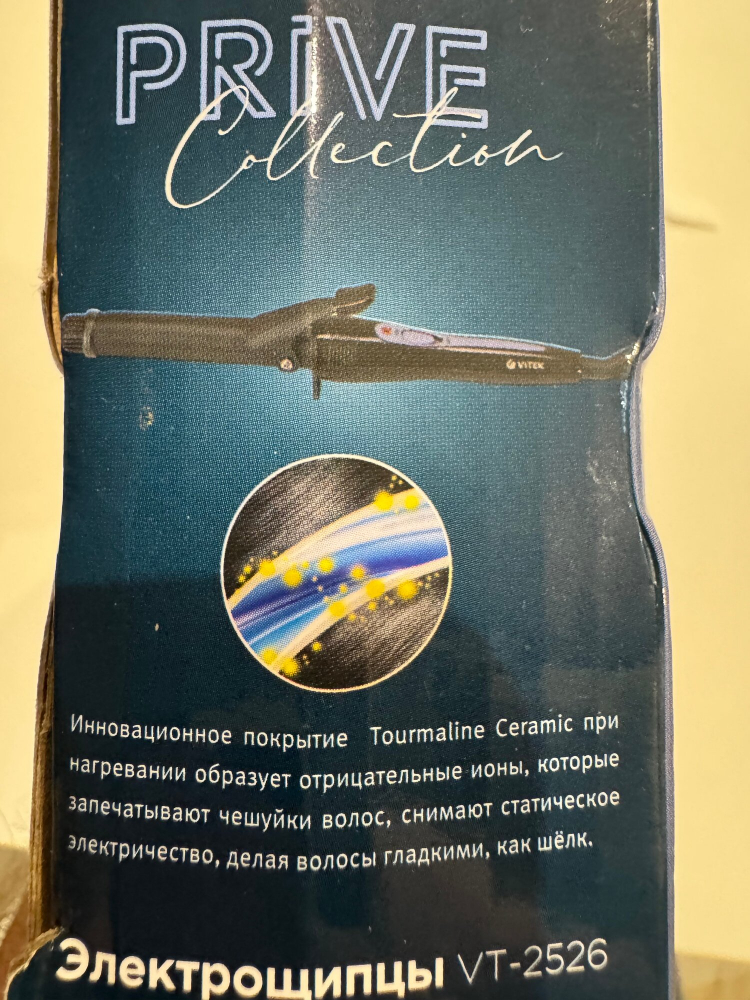 PRIVE
Collection
VITEK
Инновационное покрытие Tourmaline Ceramic при
нагревании образует отрицательные ионы, которые
запечатывают чешуйки волос, снимают статическое
электричество, делая волосы гладкими, как шёлк.
Электрощипцы VT-2526